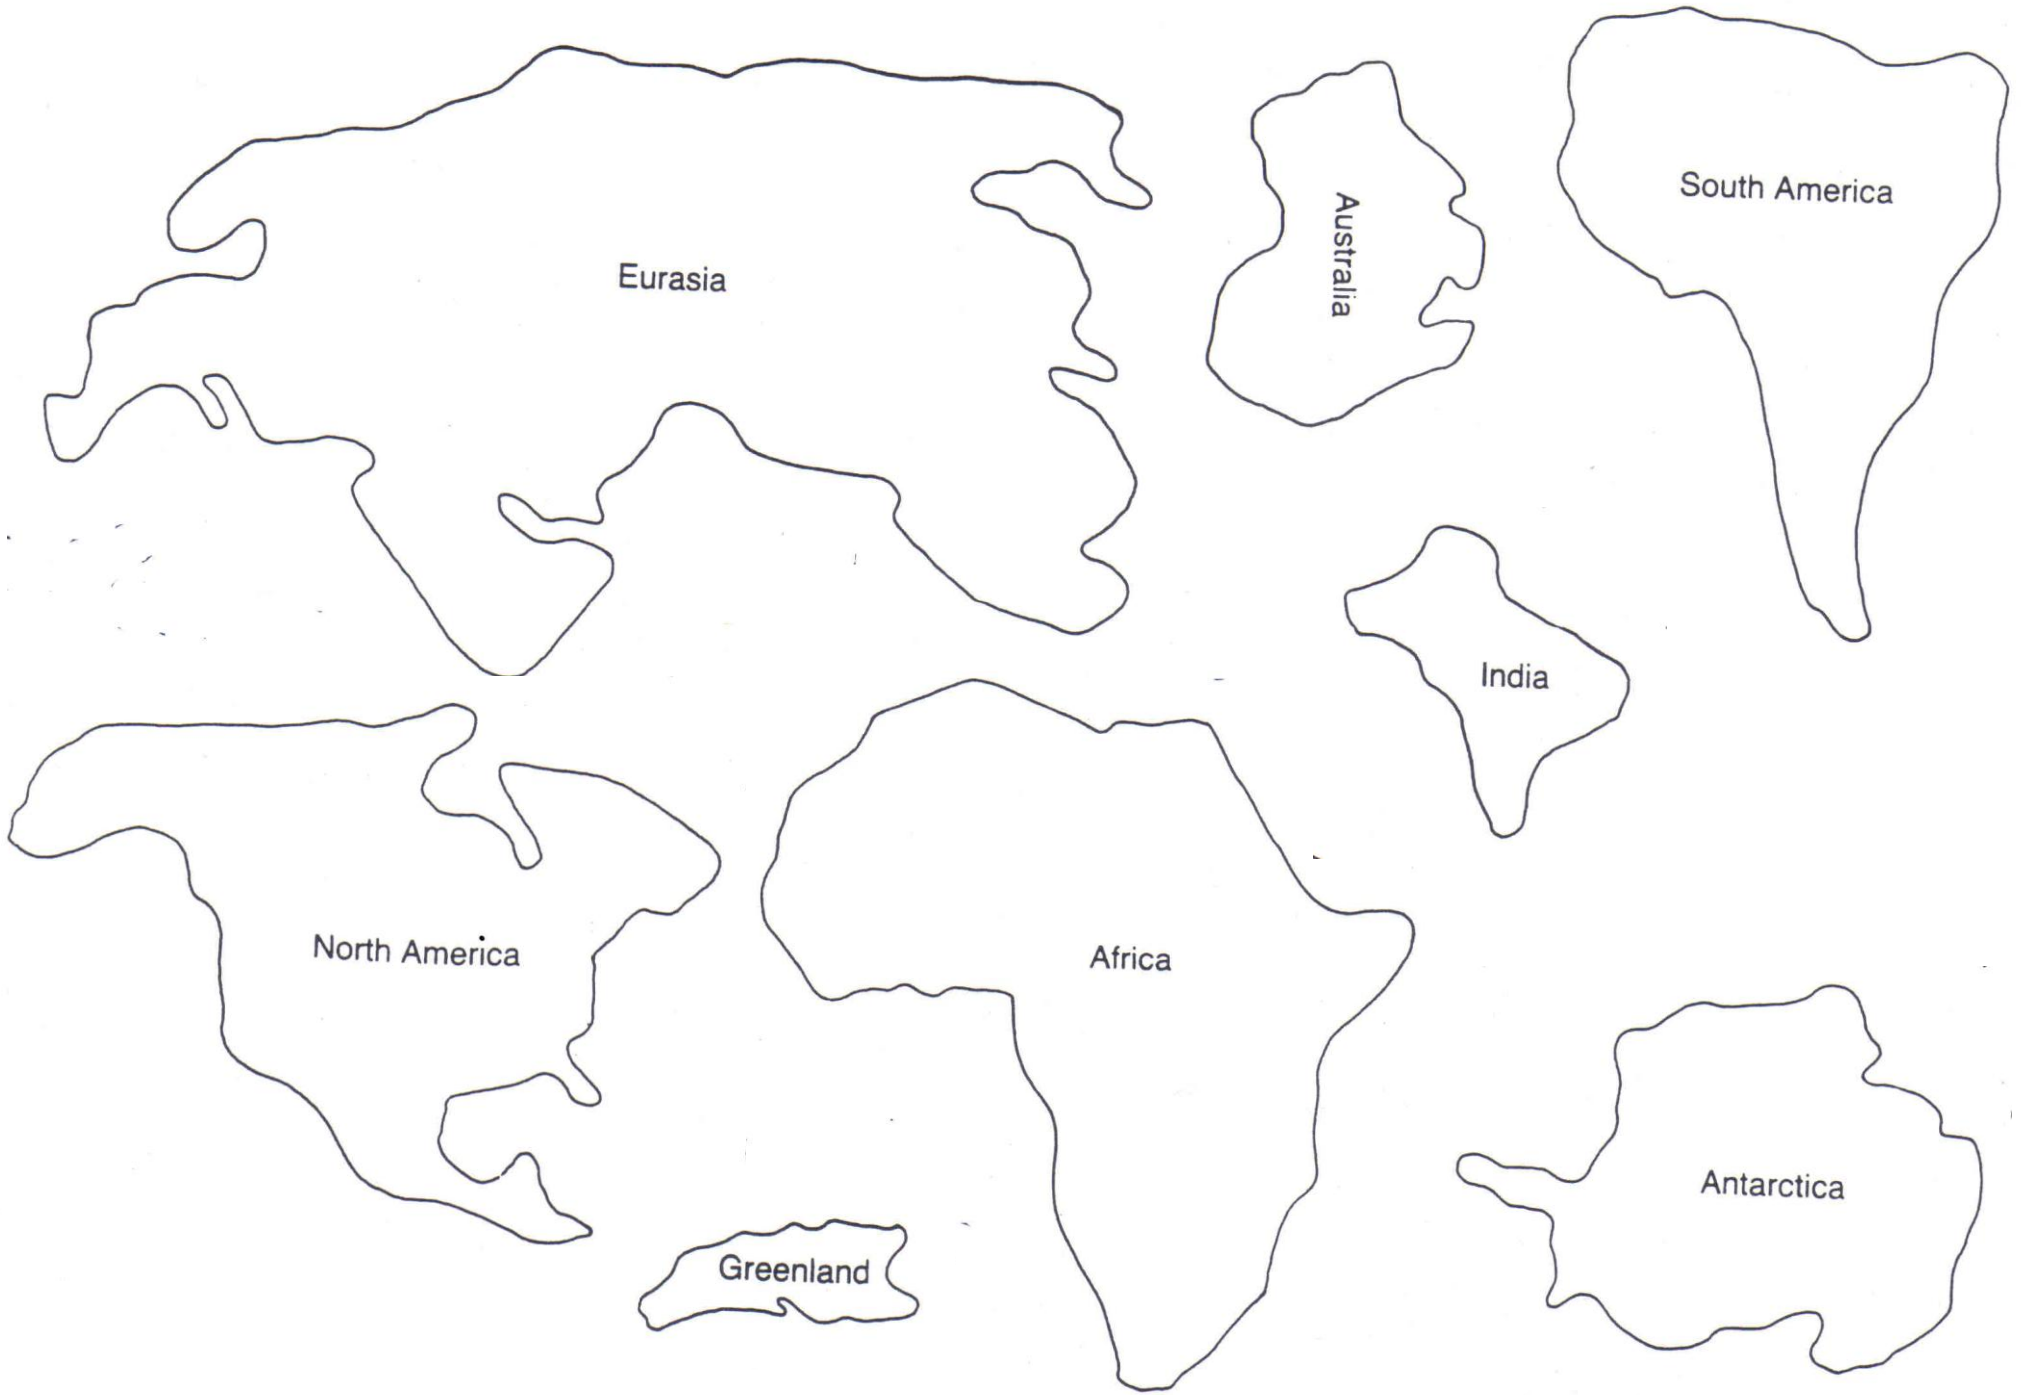 South America
Eurasia
Australia
India
North America
Africa
Antarctica
Greenland